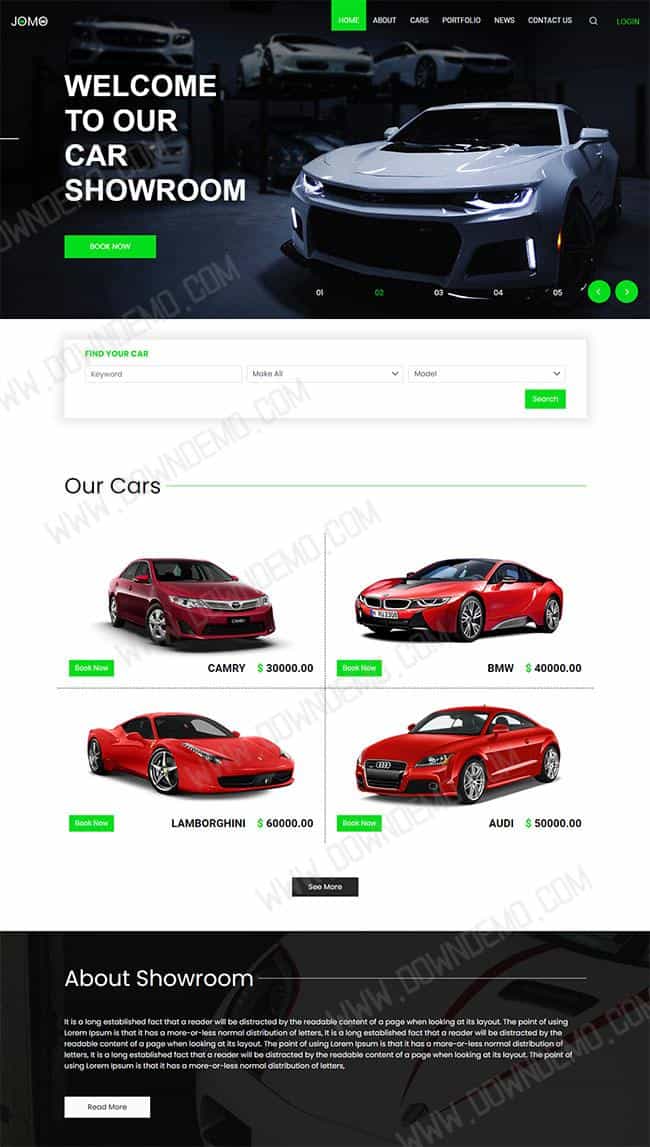 JOMO
HOME ABOUT CARS PORTFOLIO NEWS CONTACT US LOGIN
WELCOME
TO OUR
CAR
SHOWROOM
BOOK NOW
01 02 03 04 05
FIND YOUR CAR
Keyword Make All Model
Search
Our Cars
Book Now CAMRY $ 30000.00
Book Now BMW $ 40000.00
Book Now LAMBORGHINI $ 60000.00
Book Now AUDI $ 50000.00
See More
About Showroom
It is a long established fact that a reader will be distracted by the readable content of a page when looking at its layout. The point of using
Lorem Ipsum is that it has a more-or-less normal distribution of letters, It is a long established fact that a reader will be distracted by the
readable content of a page when looking at its layout. The point of using Lorem Ipsum is that it has a more-or-less normal distribution of
letters, It is a long established fact that a reader will be distracted by the readable content of a page when looking at its layout. The point of
using Lorem Ipsum is that it has a more-or-less normal distribution of letters,
Read More
WWW.DOWNDEMO.COM